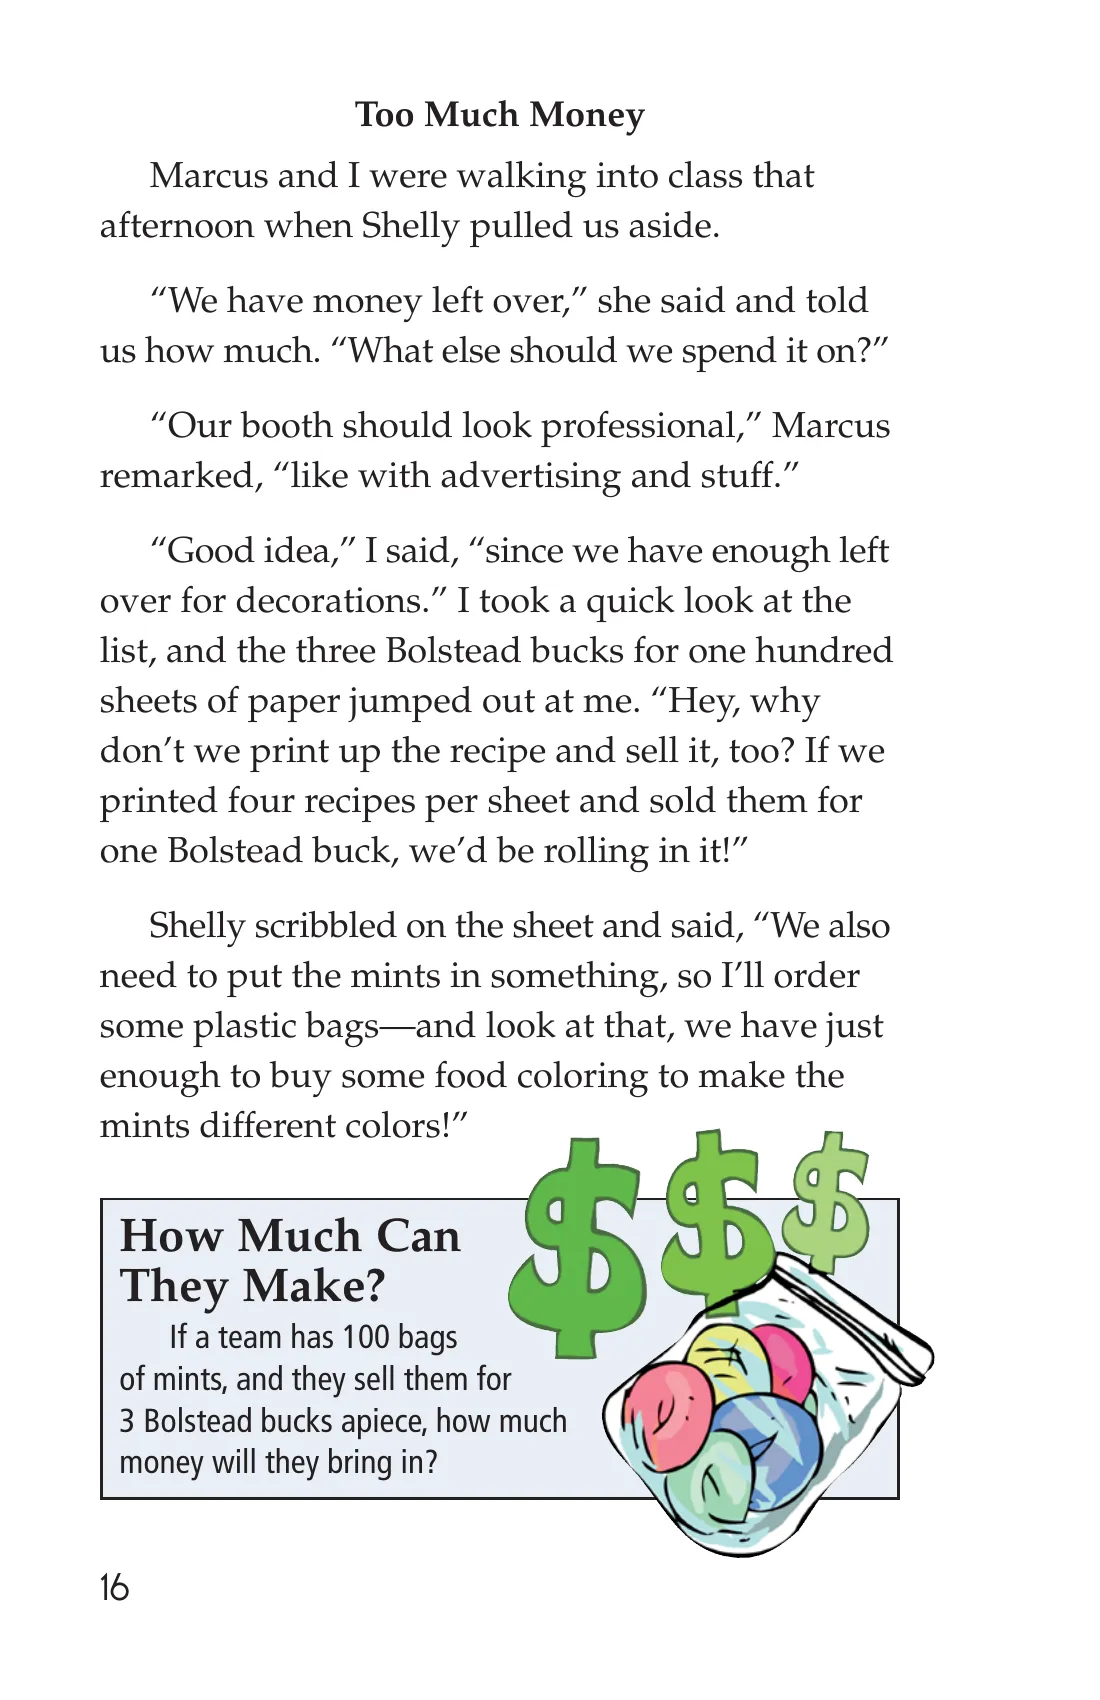 Too Much Money
Marcus and I were walking into class that
afternoon when Shelly pulled us aside.
“We have money left over,” she said and told
us how much. “What else should we spend it on?”
“Our booth should look professional,” Marcus
remarked, “like with advertising and stuff.”
“Good idea,” I said, “since we have enough left
over for decorations.” I took a quick look at the
list, and the three Bolstead bucks for one hundred
sheets of paper jumped out at me. “Hey, why
don’t we print up the recipe and sell it, too? If we
printed four recipes per sheet and sold them for
one Bolstead buck, we’d be rolling in it!”
Shelly scribbled on the sheet and said, “We also
need to put the mints in something, so I’ll order
some plastic bags—and look at that, we have just
enough to buy some food coloring to make the
mints different colors!”
$ $ $
How Much Can
They Make?
If a team has 100 bags
of mints, and they sell them for
3 Bolstead bucks apiece, how much
money will they bring in?
16